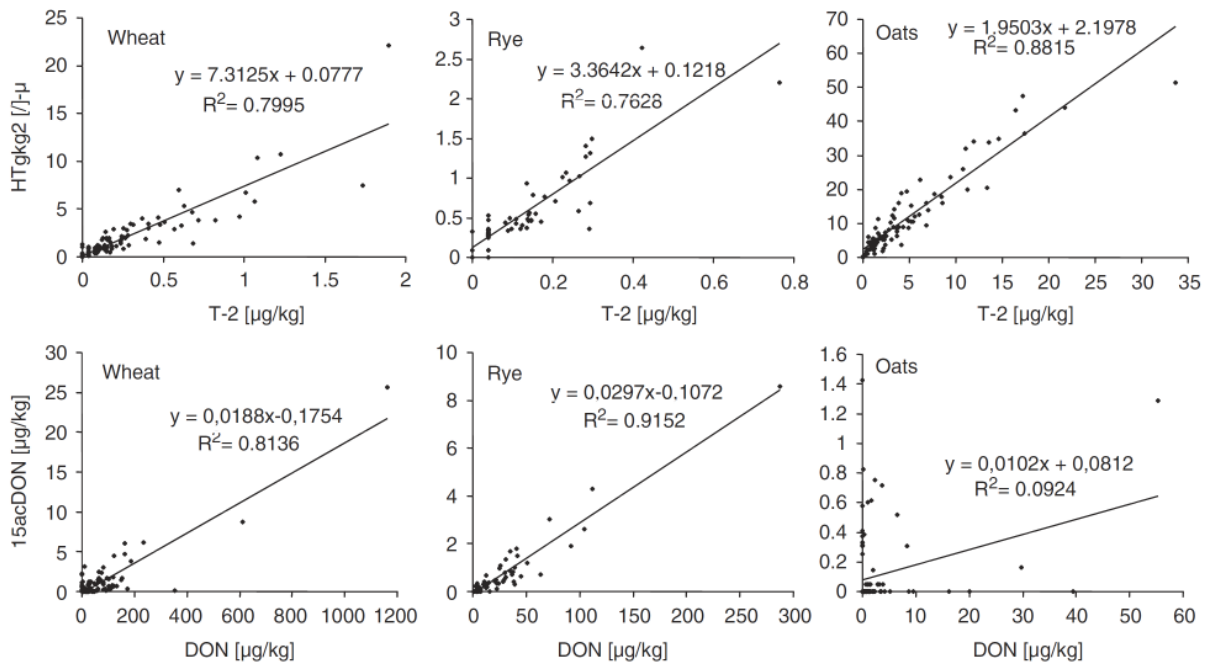 Wheat
y = 7.3125x + 0.0777
R2= 0.7995
HTgkg2 [/]-µ
25
20
15
10
5
0
0 0.5 1 1.5 2
T-2 [µg/kg]
Rye
y = 3.3642x + 0.1218
R2= 0.7628
3
2.5
2
1.5
1
0.5
0
0 0.2 0.4 0.6 0.8
T-2 [µg/kg]
Oats
y = 1,9503x + 2.1978
R2= 0.8815
70
60
50
40
30
20
10
0
0 5 10 15 20 25 30 35
T-2 [µg/kg]
Wheat
y = 0,0188x-0,1754
R2= 0.8136
15acDON [µg/kg]
30
25
20
15
10
5
0
0 200 400 600 800 1000 1200
DON [µg/kg]
Rye
y = 0,0297x-0,1072
R2= 0.9152
10
8
6
4
2
0
0 50 100 150 200 250 300
DON [µg/kg]
Oats
y = 0,0102x + 0,0812
R2= 0.0924
1.6
1.4
1.2
1
0.8
0.6
0.4
0.2
0
0 10 20 30 40 50 60
DON [µg/kg]